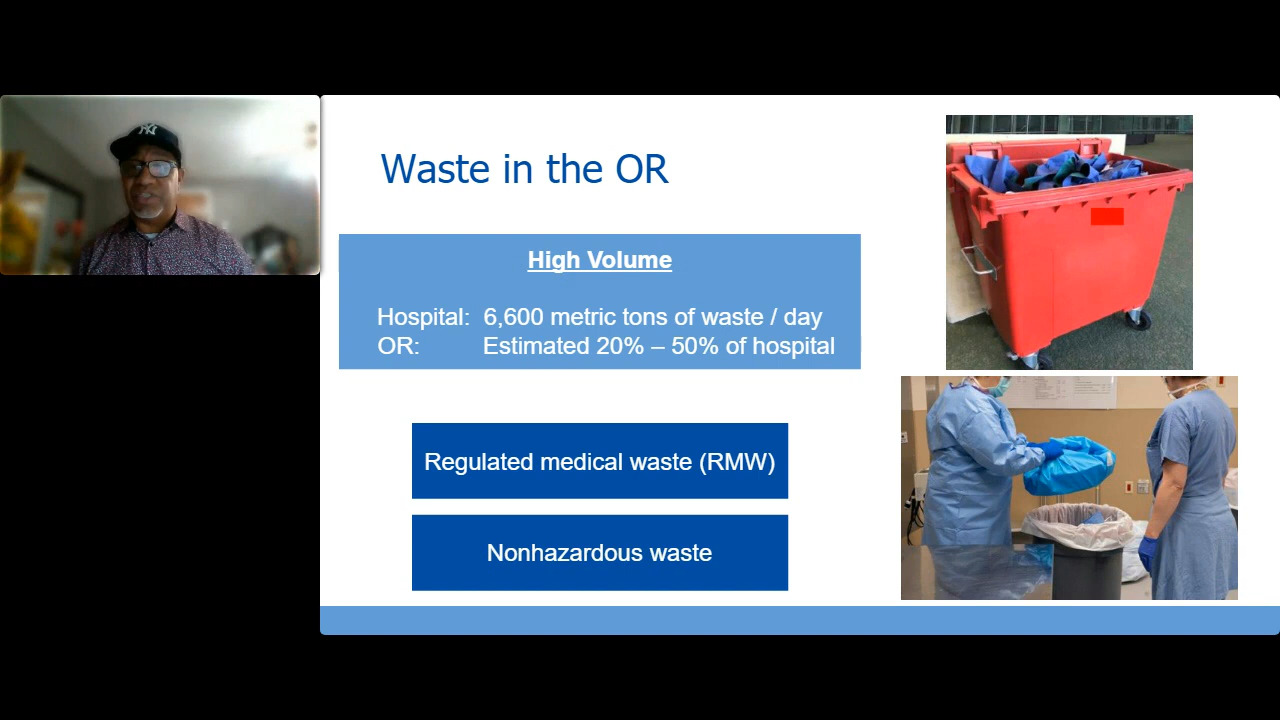 NY
Waste in the OR
High Volume
Hospital: 6,600 metric tons of waste / day
OR: Estimated 20% – 50% of hospital
Regulated medical waste (RMW)
Nonhazardous waste